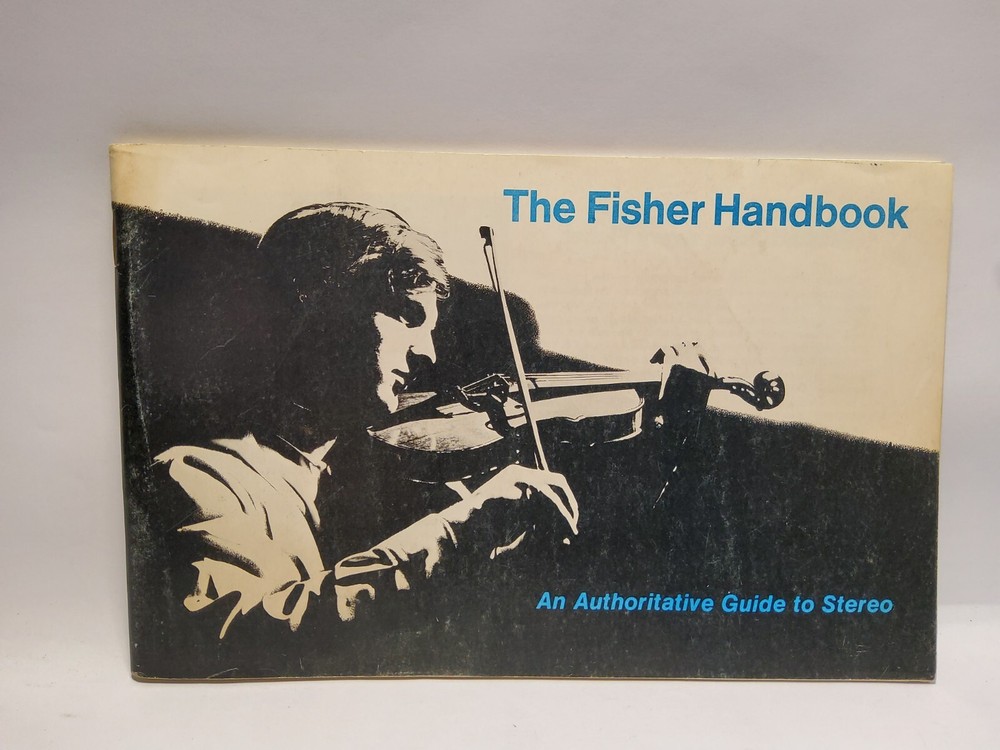 The Fisher Handbook
An Authoritative Guide to Stereo